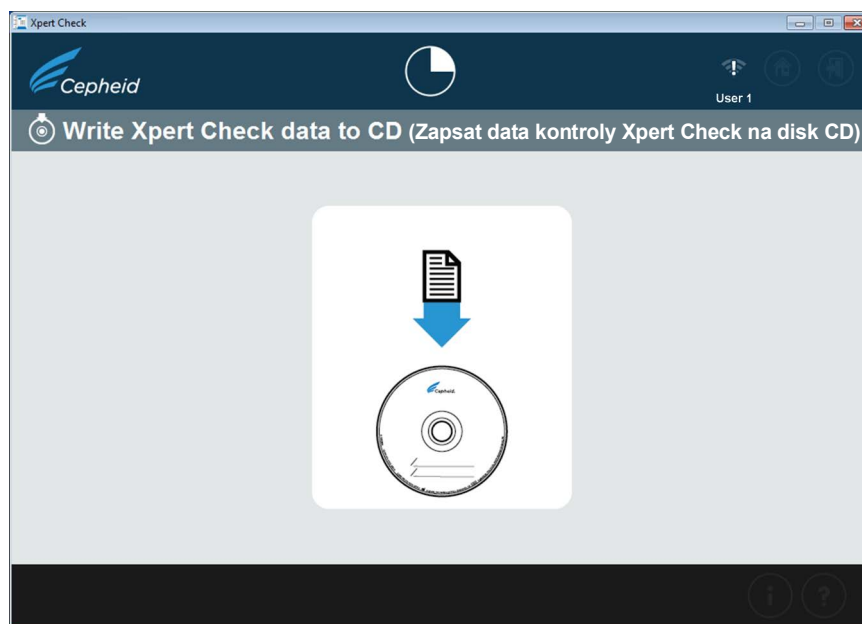 Xpert Check
Cepheid
User 1
Write Xpert Check data to CD (Zapsat data kontroly Xpert Check na disk CD)
Cepheid
i ?